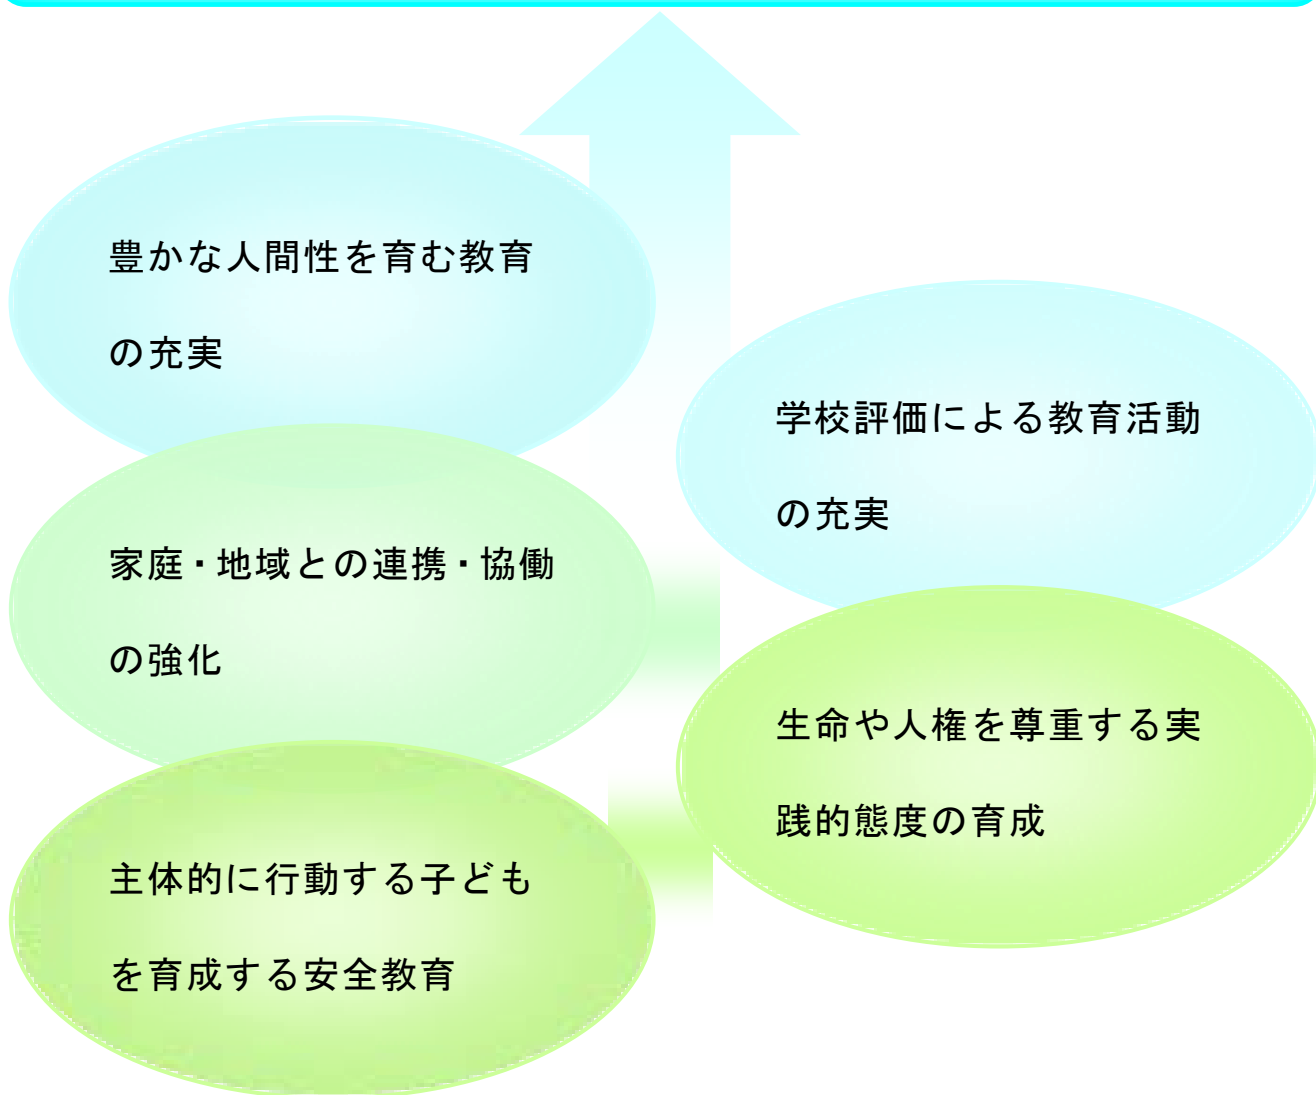 豊かな人間性を育む教育
の充実
家庭・地域との連携・協働
の強化
主体的に行動する子ども
を育成する安全教育
学校評価による教育活動
の充実
生命や人権を尊重する実
践的態度の育成